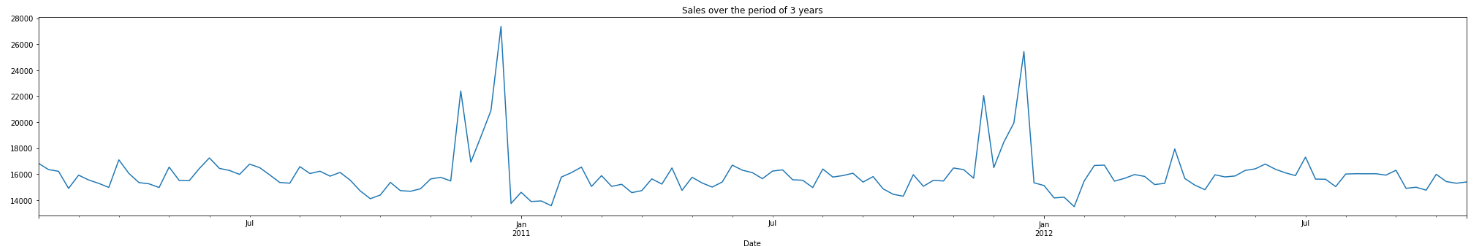 Sales over the period of 3 years
28000
26000
24000
22000
20000
18000
16000
14000
Jul
Jan
2011
Jul
Jan
2012
Jul
Date